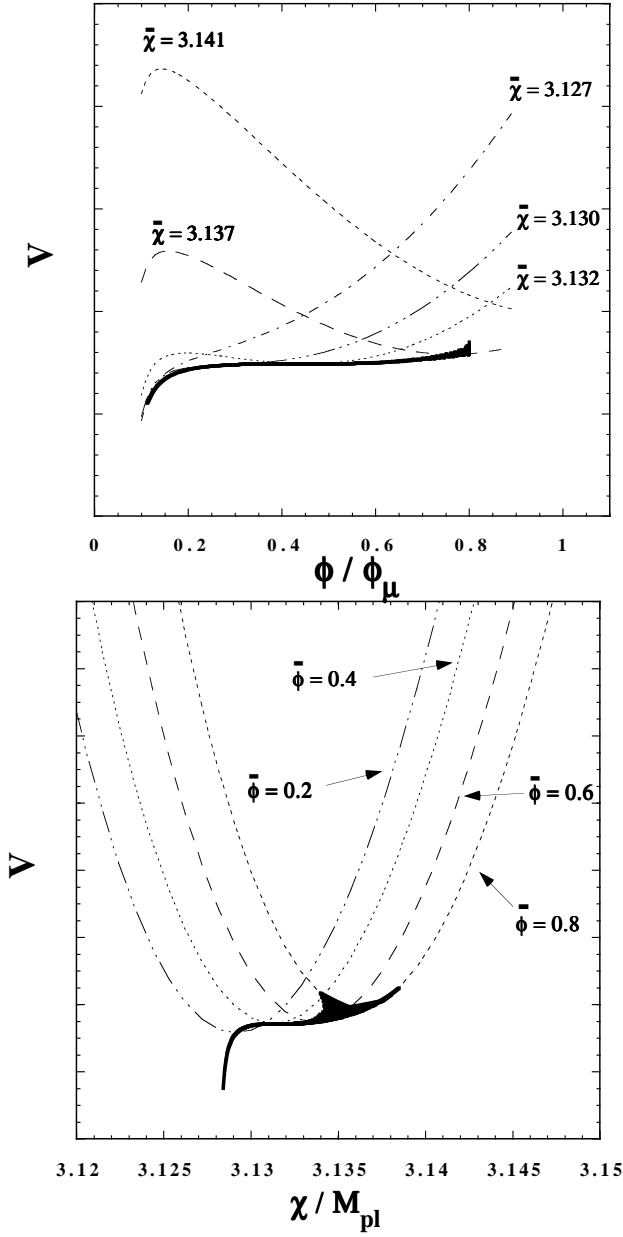 χ̄ = 3.141
χ̄ = 3.127
χ̄ = 3.130
χ̄ = 3.137
χ̄ = 3.132
V
0 0.2 0.4 0.6 0.8 1
ϕ / ϕ_μ
ϕ̄ = 0.4
ϕ̄ = 0.2
ϕ̄ = 0.6
ϕ̄ = 0.8
V
3.12 3.125 3.13 3.135 3.14 3.145 3.15
χ / M_pl